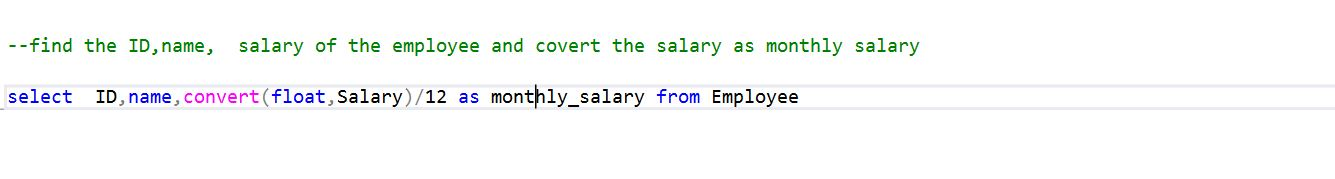 --find the ID,name,  salary of the employee and covert the salary as monthly salary
select  ID,name,convert(float,Salary)/12 as monthly_salary from Employee